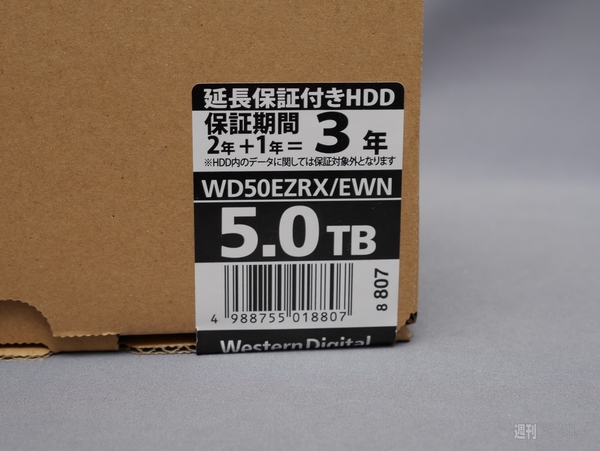 延長保証付きHDD
保証期間
2年+1年= 3年
※HDD内のデータに関しては保証対象外となります
WD50EZRX/EWN
5.0TB
4 988755 018807
8 807
Western Digital
週刊